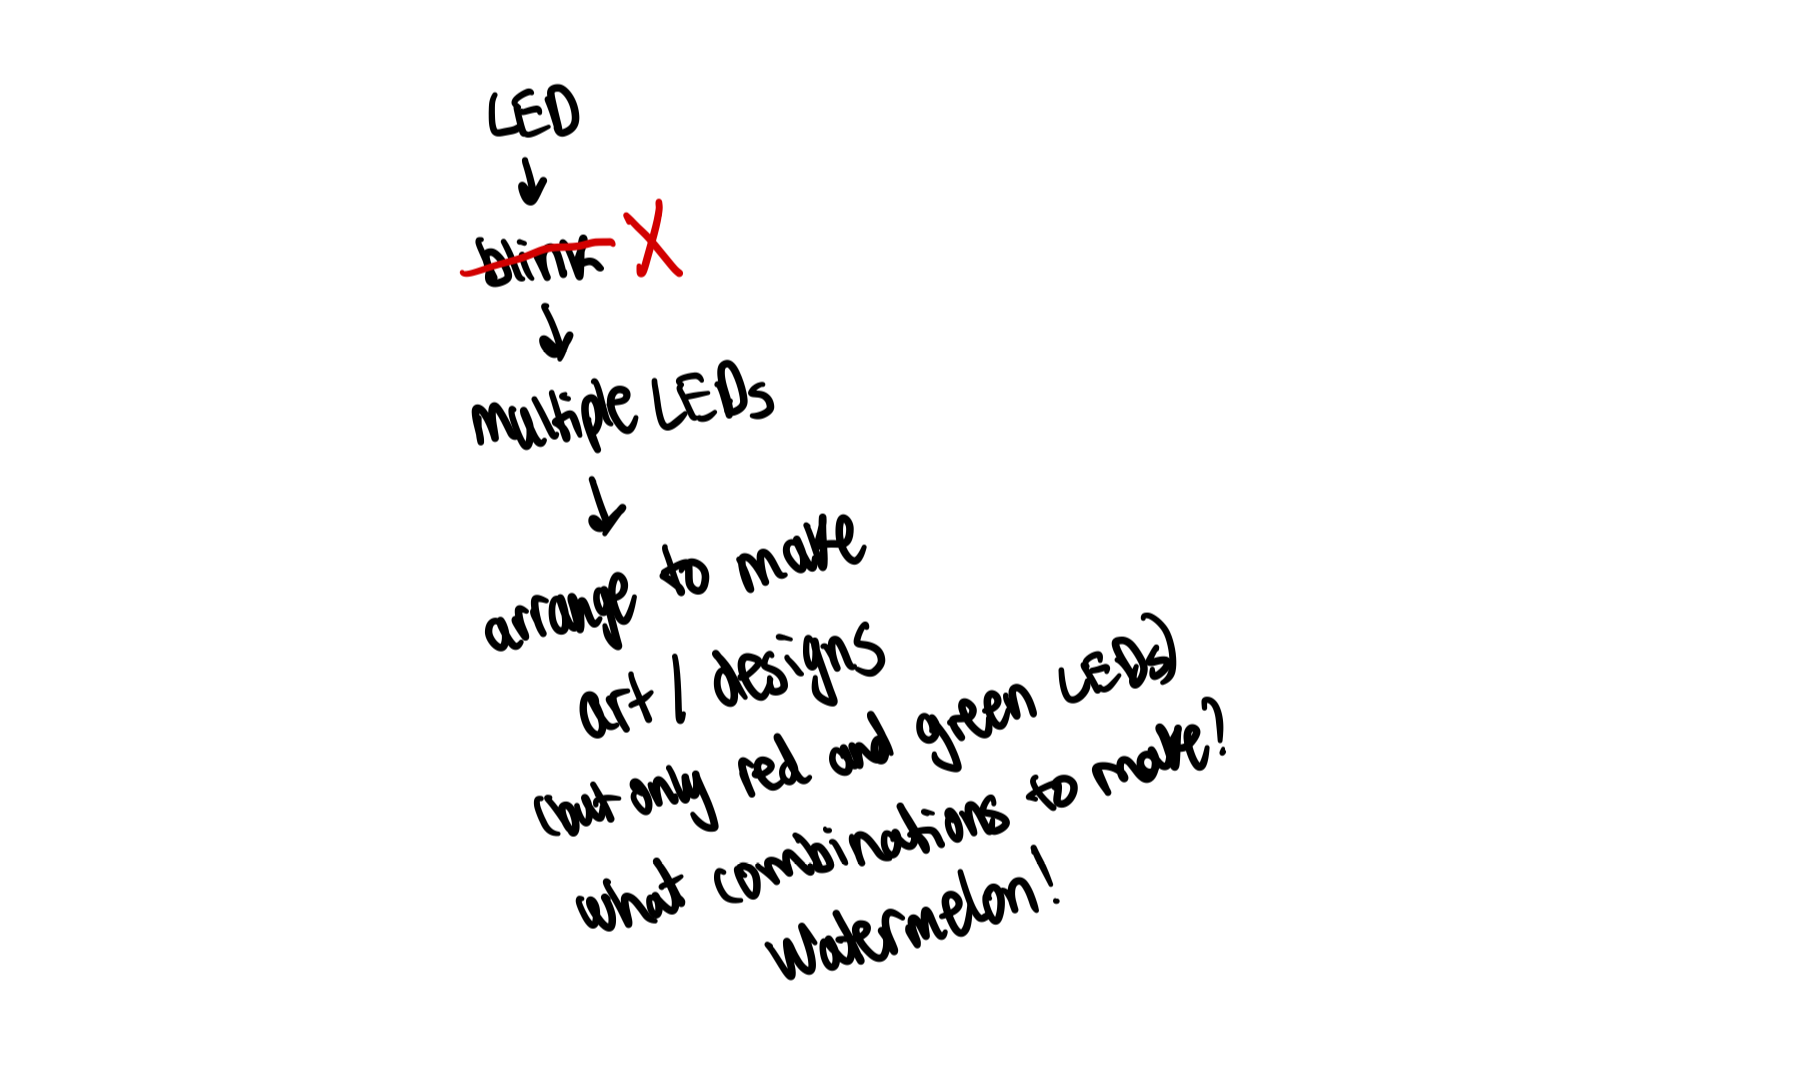 LED
↓
blink X
↓
multiple LEDs
↓
arrange to make
art / designs
(but only red and green LEDs)
what combinations to make?
Watermelon!